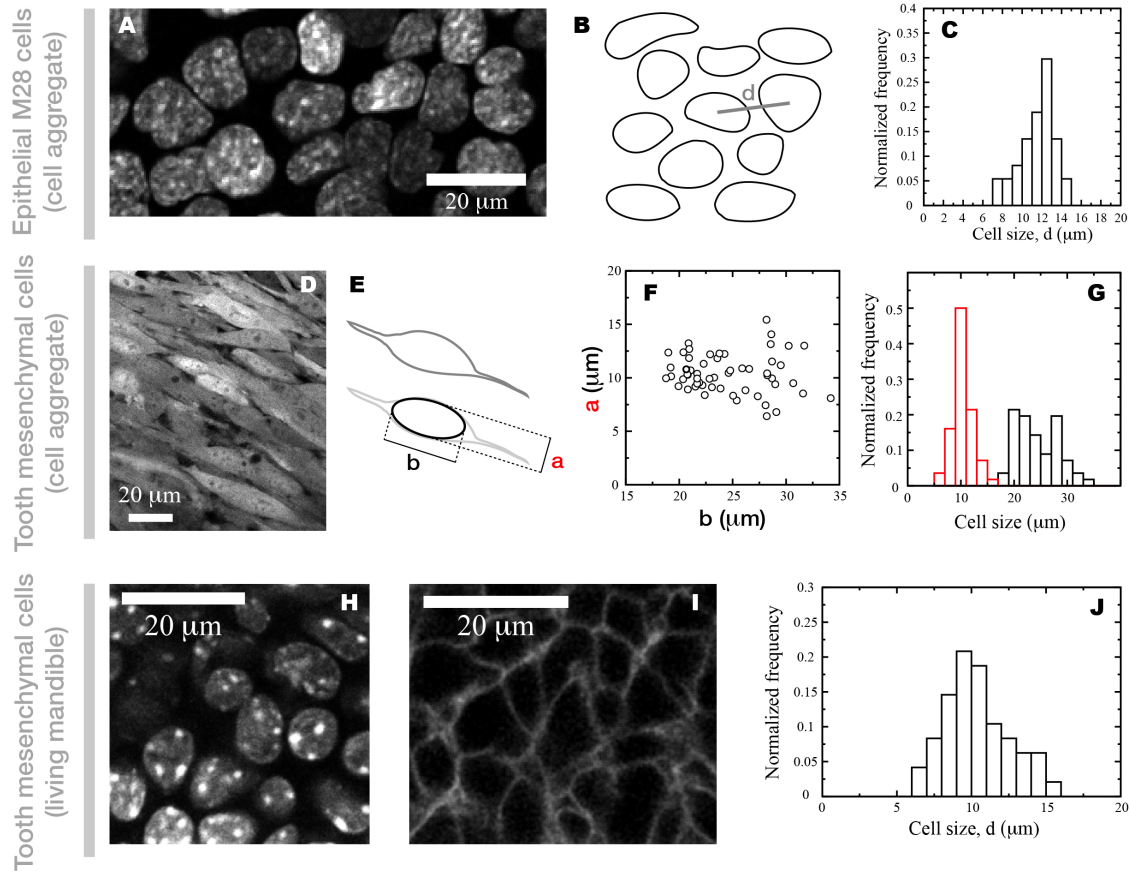 Epithelial M28 cells
(cell aggregate)
A
20 µm
B
d
C
Normalized frequency
0.4
0.35
0.3
0.25
0.2
0.15
0.1
0.05
0
0 2 4 6 8 10 12 14 16 18 20
Cell size, d (µm)
Tooth mesenchymal cells
(cell aggregate)
D
20 µm
E
b
a
F
a (µm)
20
15
10
5
0
15 20 25 30 35
b (µm)
G
Normalized frequency
0.5
0.4
0.3
0.2
0.1
0
0 10 20 30
Cell size (µm)
Tooth mesenchymal cells
(living mandible)
H
20 µm
I
20 µm
J
Normalized frequency
0.3
0.25
0.2
0.15
0.1
0.05
0
0 5 10 15 20
Cell size, d (µm)